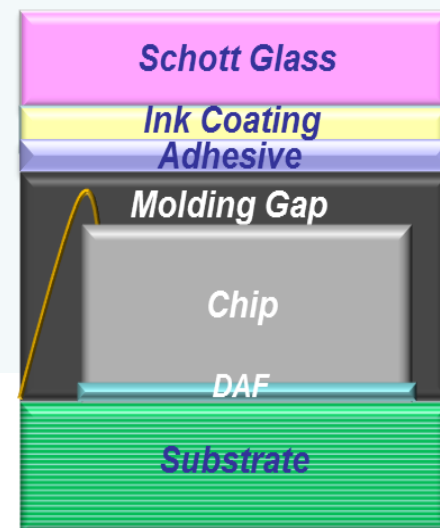 Schott Glass
Ink Coating
Adhesive
Molding Gap
Chip
DAF
Substrate